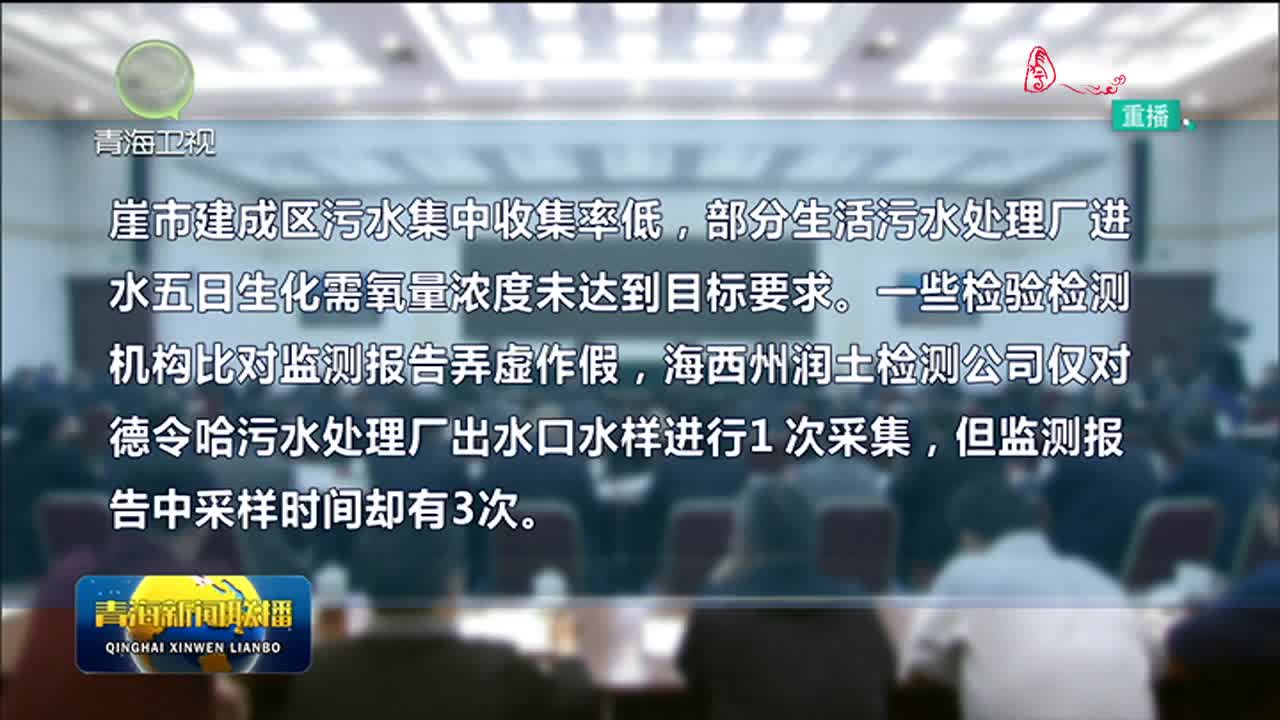 青海卫视
重播
崖市建成区污水集中收集率低，部分生活污水处理厂进
水五日生化需氧量浓度未达到目标要求。一些检验检测
机构比对监测报告弄虚作假，海西州润土检测公司仅对
德令哈污水处理厂出水口水样进行1次采集，但监测报
告中采样时间却有3次。
青海新闻联播
QINGHAI XINWEN LIANBO